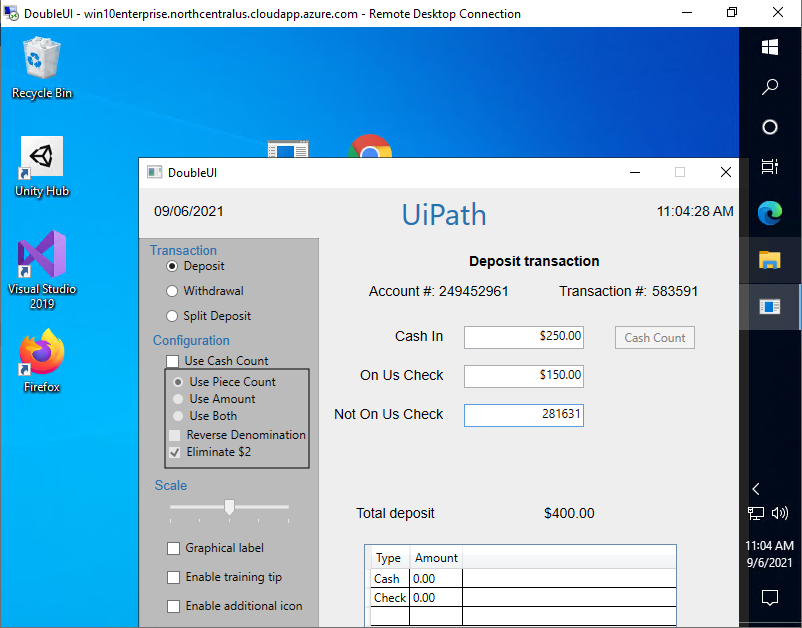 DoubleUI - win10enterprise.northcentralus.cloudapp.azure.com - Remote Desktop Connection
Recycle Bin
Unity Hub
Visual Studio
2019
Firefox
DoubleUI
09/06/2021
UiPath
11:04:28 AM
Transaction
Deposit
Withdrawal
Split Deposit
Configuration
Use Cash Count
Use Piece Count
Use Amount
Use Both
Reverse Denomination
Eliminate $2
Scale
Graphical label
Enable training tip
Enable additional icon
Deposit transaction
Account #: 249452961 Transaction #: 583591
Cash In $250.00 Cash Count
On Us Check $150.00
Not On Us Check 281631
Total deposit $400.00
Type Amount
Cash 0.00
Check 0.00
11:04 AM
9/6/2021